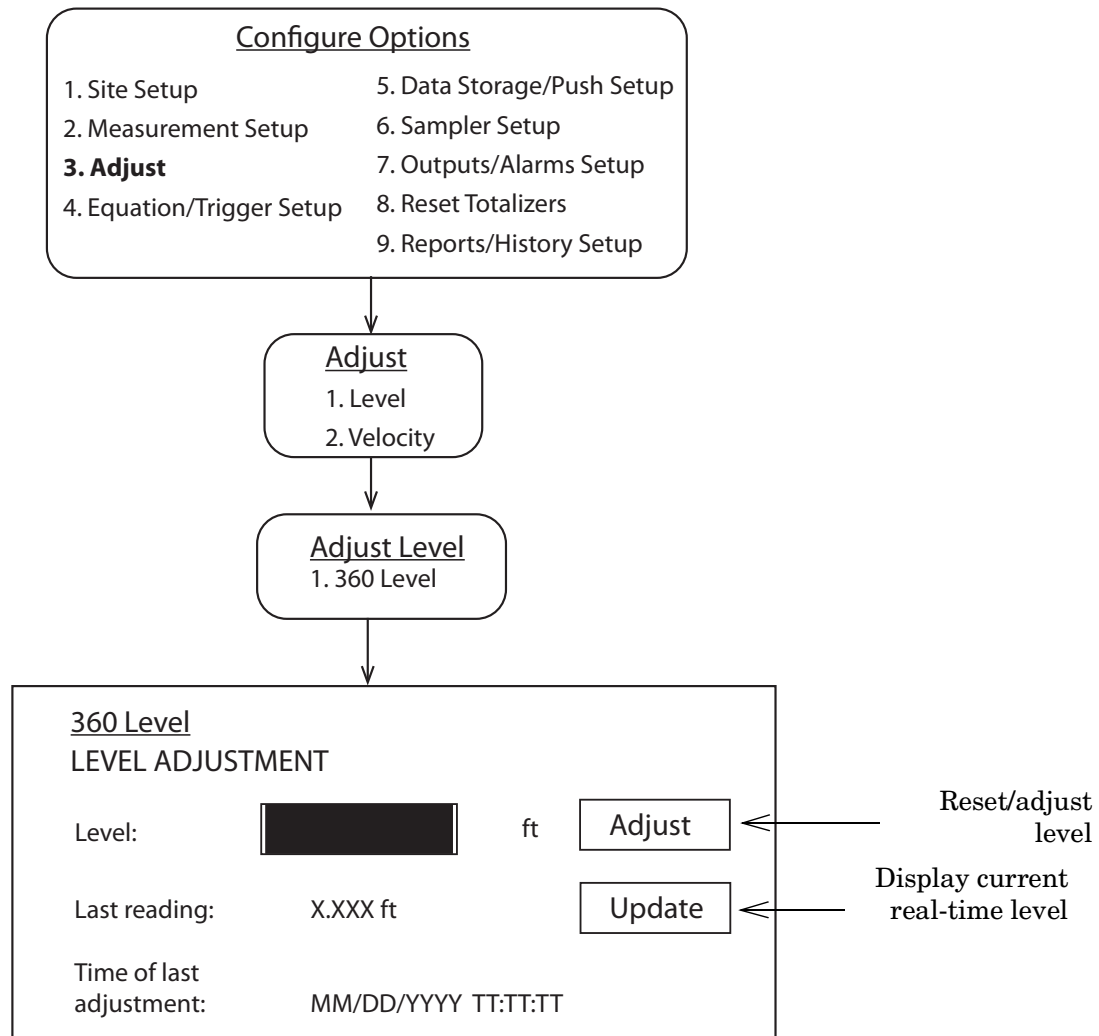 Configure Options
1. Site Setup
2. Measurement Setup
3. Adjust
4. Equation/Trigger Setup
5. Data Storage/Push Setup
6. Sampler Setup
7. Outputs/Alarms Setup
8. Reset Totalizers
9. Reports/History Setup
Adjust
1. Level
2. Velocity
Adjust Level
1. 360 Level
360 Level
LEVEL ADJUSTMENT
Level: ft Adjust
Reset/adjust
level
Last reading: X.XXX ft Update
Display current
real-time level
Time of last
adjustment: MM/DD/YYYY TT:TT:TT